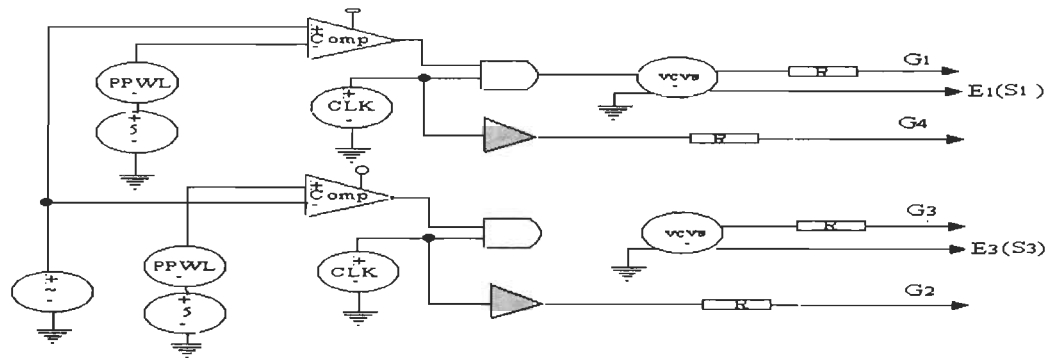 +
-
Comp
PPWL
-
+
5
-
+
CLK
-
+
VCVS
-
R
G1
E1(S1)
R
G4
+
-
Comp
PPWL
-
+
5
-
+
CLK
-
VCVS
-
R
G3
E3(S3)
R
G2
+
~
-